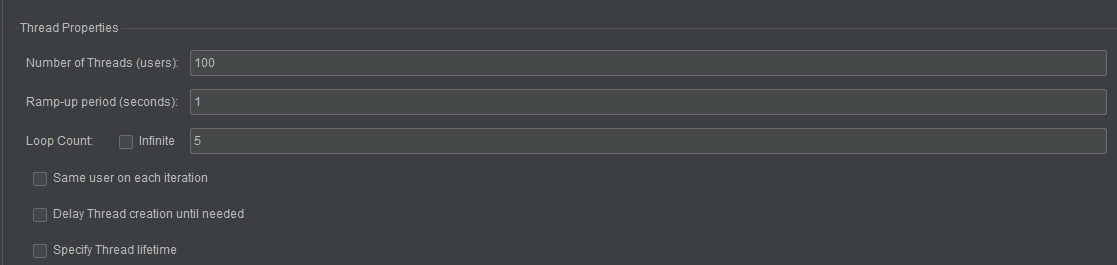 Thread Properties
Number of Threads (users): 100
Ramp-up period (seconds): 1
Loop Count: Infinite 5
Same user on each iteration
Delay Thread creation until needed
Specify Thread lifetime